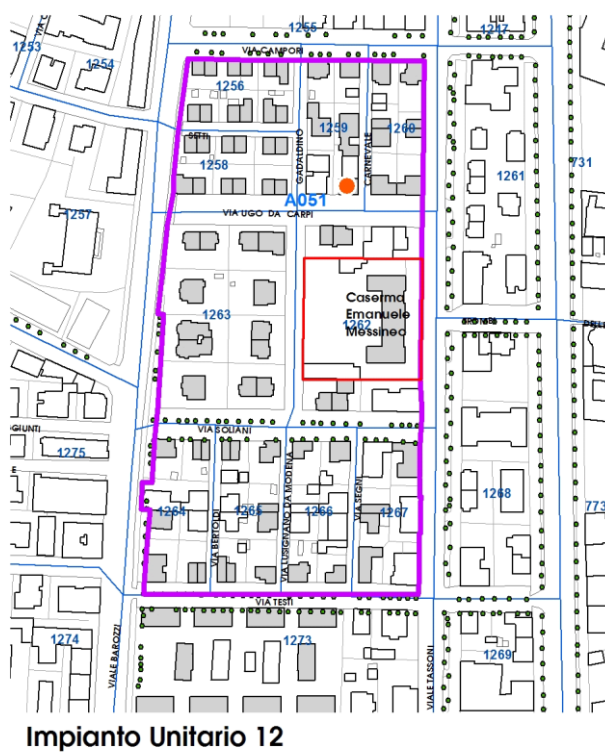 1255
1247
1253
VIA CAMPORI
1254
1256
1259
1260
SETTI
GADALDINO
CARNEVALE
1258
1261
731
A051
1257
VIA UGO DA CARPI
1263
Caserma
Emanuele
1262
Messineo
VIA SOLIANI
GIUNTI
1275
E
1268
1264
1265
1266
1267
VIA BERTOLDI
VIA LUSIGNANO DA MODENA
VIA SEGNI
773
VIA TESTI
1274
1273
1269
VIALE BAROZZI
VIALE TASSONI
Impianto Unitario 12